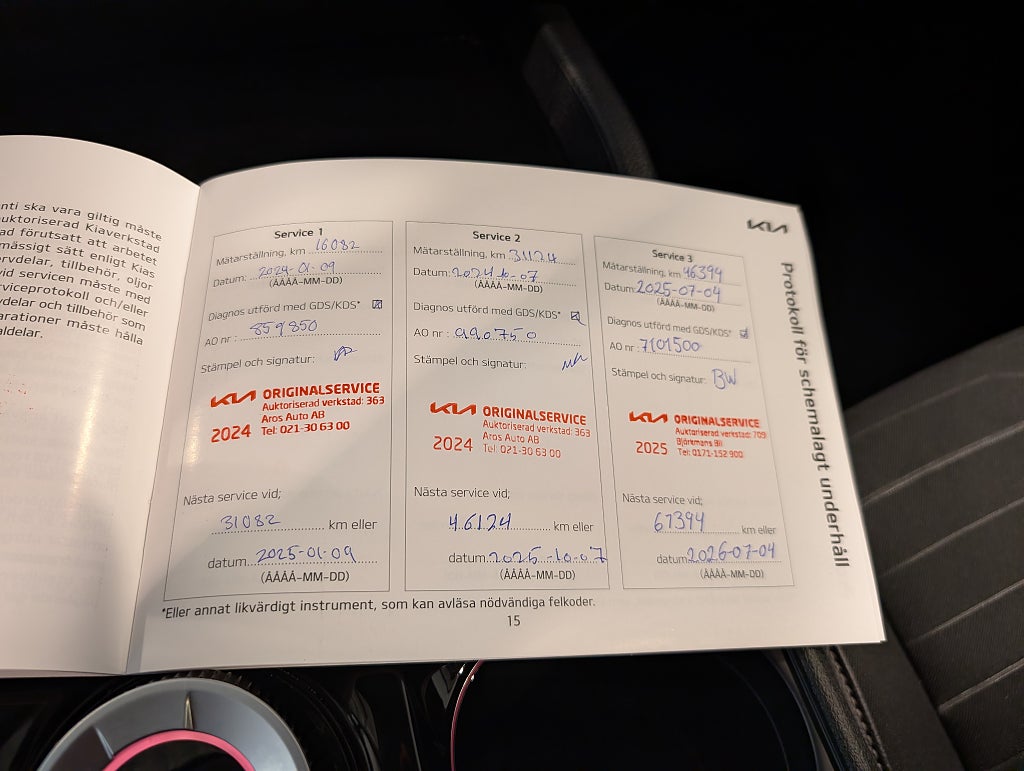 nti ska vara giltig måste
uktoriserad Kiaverkstad
ad förutsatt att arbetet
mässigt sätt enligt Kias
ervdelar, tillbehör, oljor
vid servicen måste med
rviceprotokoll och/eller
vdelar och tillbehör som
arationer måste hålla
aldelar.
KIA
Protokoll för schemalagt underhåll
Service 1
Mätarställning, km 16082
Datum: 2024-01-09
(ÅÅÅÅ-MM-DD)
Diagnos utförd med GDS/KDS*
AO nr : 859850
Stämpel och signatur:
KIA ORIGINALSERVICE
Auktoriserad verkstad: 363
Aros Auto AB
2024 Tel: 021-30 63 00
Nästa service vid;
31082 km eller
datum 2025-01-09
(ÅÅÅÅ-MM-DD)
Service 2
Mätarställning, km 31124
Datum: 2024-10-07
(ÅÅÅÅ-MM-DD)
Diagnos utförd med GDS/KDS*
AO nr: 990750
Stämpel och signatur:
KIA ORIGINALSERVICE
Auktoriserad verkstad: 363
Aros Auto AB
2024 Tel: 021-30 63 00
Nästa service vid;
46124 km eller
datum 2025-10-07
(ÅÅÅÅ-MM-DD)
Service 3
Mätarställning, km 46394
Datum: 2025-07-04
(ÅÅÅÅ-MM-DD)
Diagnos utförd med GDS/KDS*
AO nr: 7101500
Stämpel och signatur: BW
KIA ORIGINALSERVICE
Auktoriserad verkstad: 709
Björkmans Bil
2025 Tel: 0171-152 900
Nästa service vid;
61394 km eller
datum 2026-07-04
(ÅÅÅÅ-MM-DD)
*Eller annat likvärdigt instrument, som kan avläsa nödvändiga felkoder.
15